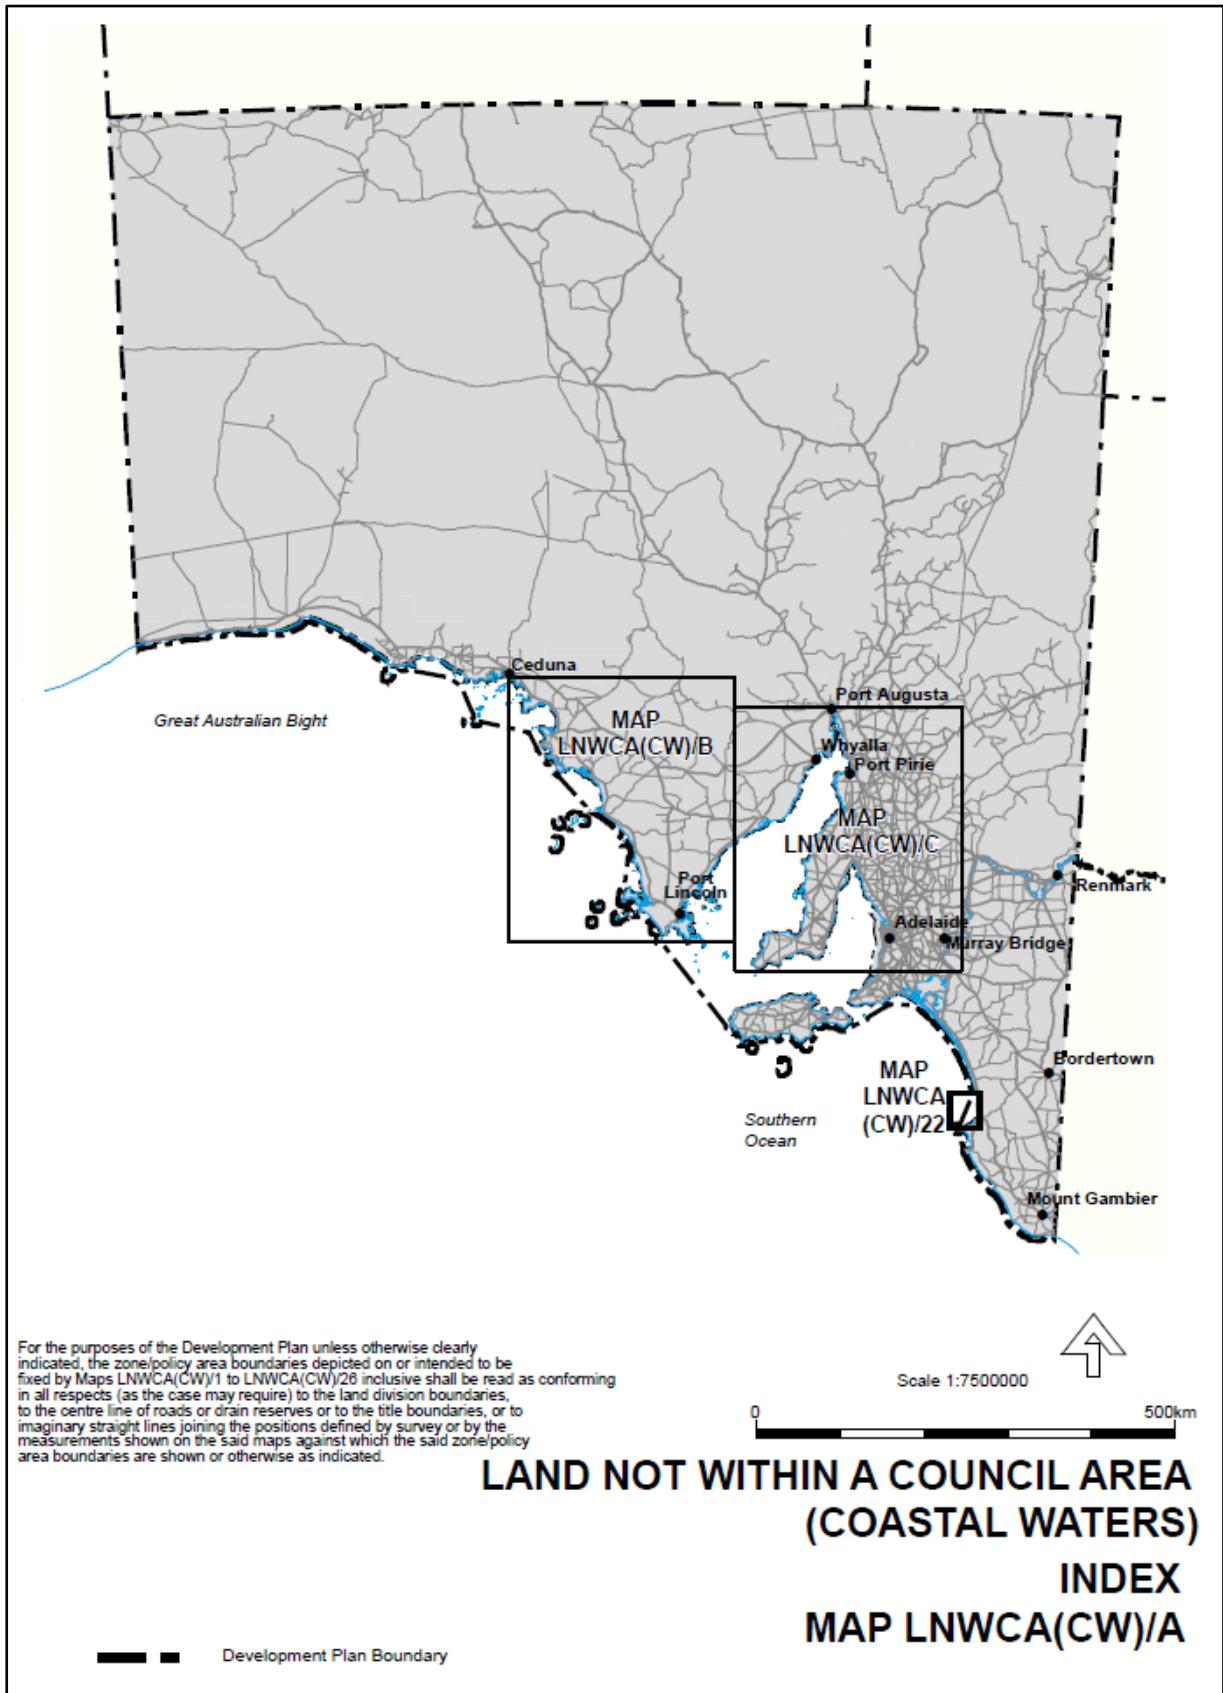 Ceduna
Port Augusta
Great Australian Bight
MAP
LNWCA(CW)/B
Whyalla
Port Pirie
MAP
LNWCA(CW)/C
Port
Lincoln
Renmark
Adelaide
Murray Bridge
Bordertown
MAP
LNWCA
(CW)/22
Southern
Ocean
Mount Gambier
For the purposes of the Development Plan unless otherwise clearly
indicated, the zone/policy area boundaries depicted on or intended to be
fixed by Maps LNWCA(CW)/1 to LNWCA(CW)/26 inclusive shall be read as conforming
in all respects (as the case may require) to the land division boundaries,
to the centre line of roads or drain reserves or to the title boundaries, or to
imaginary straight lines joining the positions defined by survey or by the
measurements shown on the said maps against which the said zone/policy
area boundaries are shown or otherwise as indicated.
Scale 1:7500000
0 500km
LAND NOT WITHIN A COUNCIL AREA
(COASTAL WATERS)
INDEX
MAP LNWCA(CW)/A
Development Plan Boundary